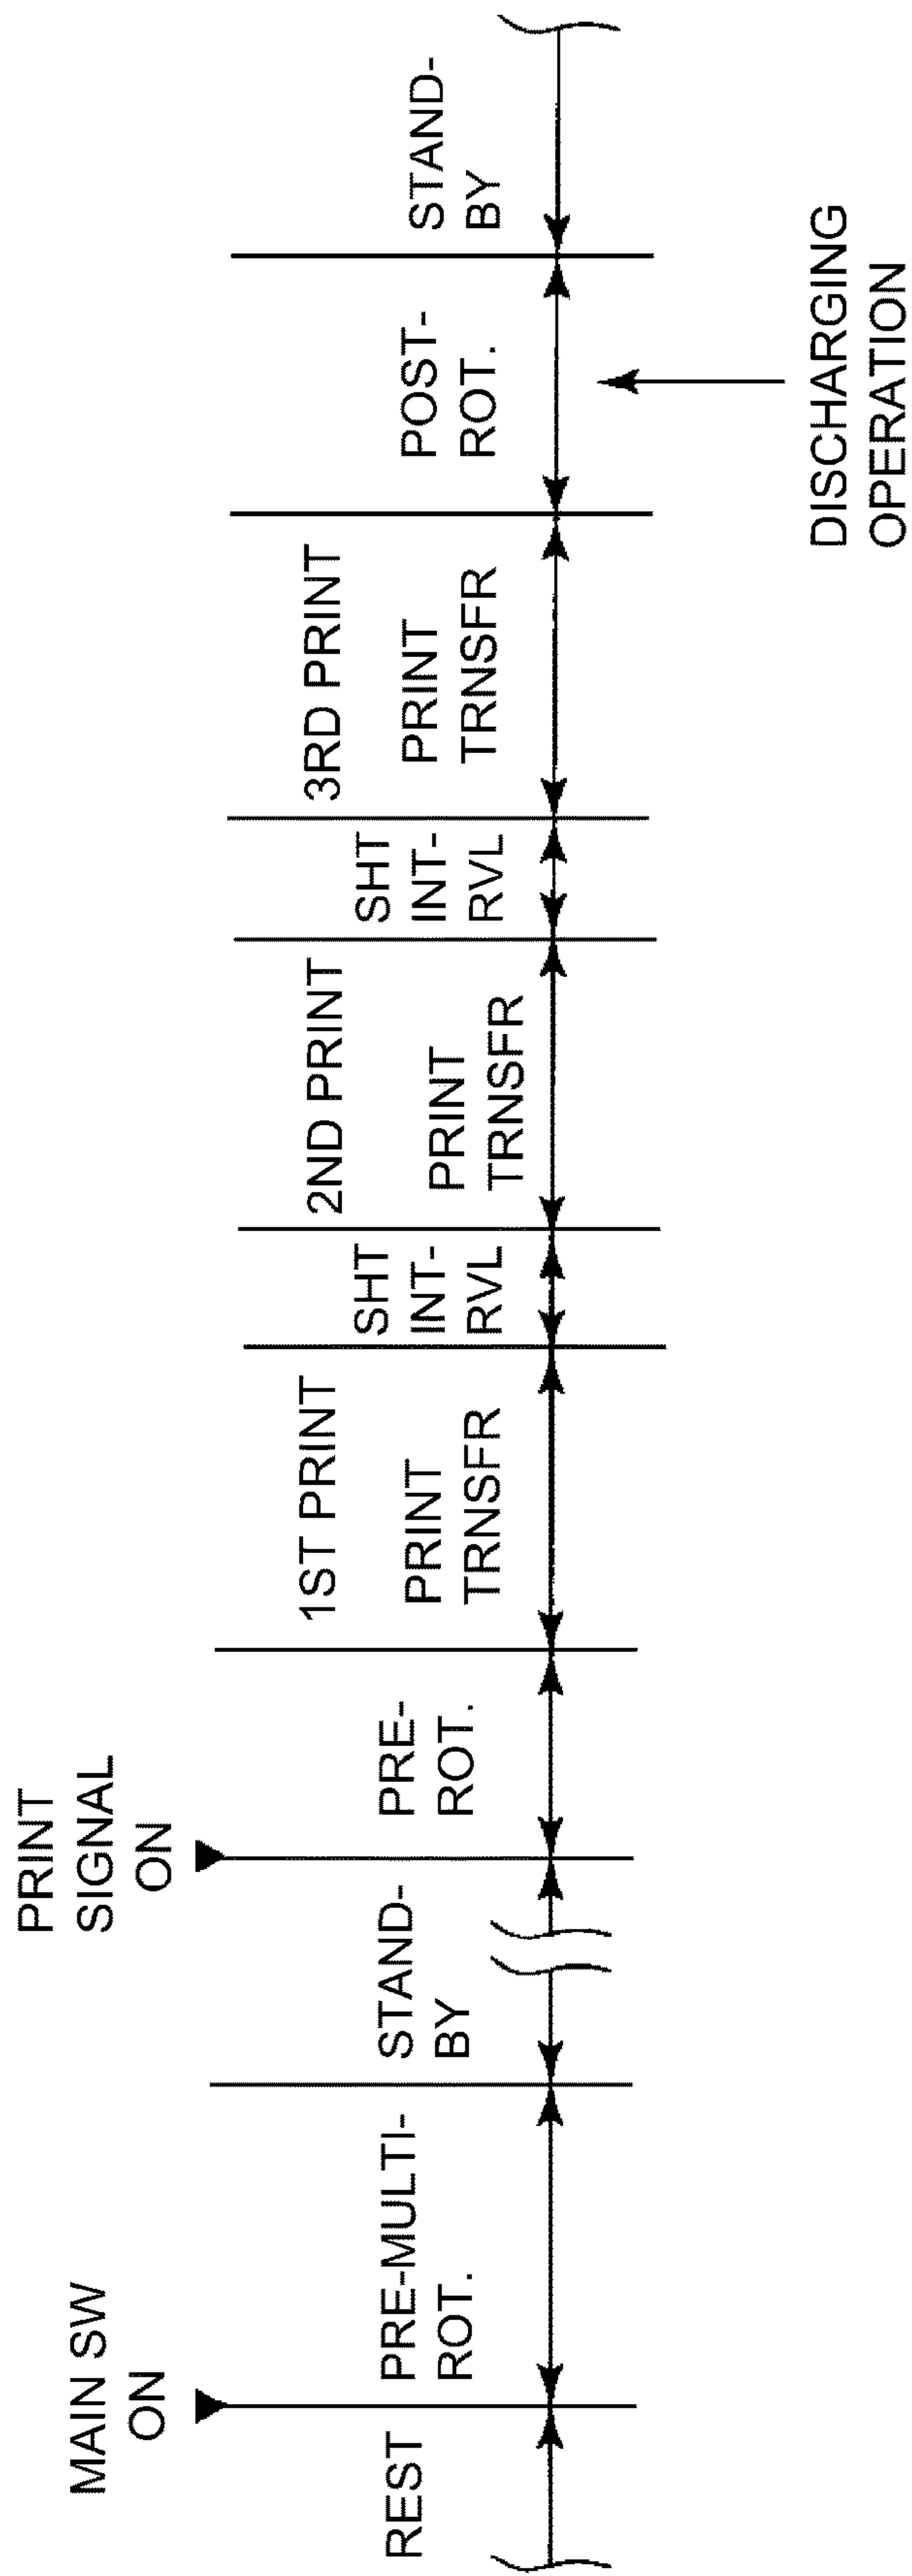 MAIN SW
ON
PRINT
SIGNAL
ON
REST
PRE-MULTI-
ROT.
STAND-
BY
PRE-
ROT.
1ST PRINT
PRINT
TRNSFR
SHT
INT-
RVL
2ND PRINT
PRINT
TRNSFR
SHT
INT-
RVL
3RD PRINT
PRINT
TRNSFR
POST-
ROT.
STAND-
BY
DISCHARGING
OPERATION